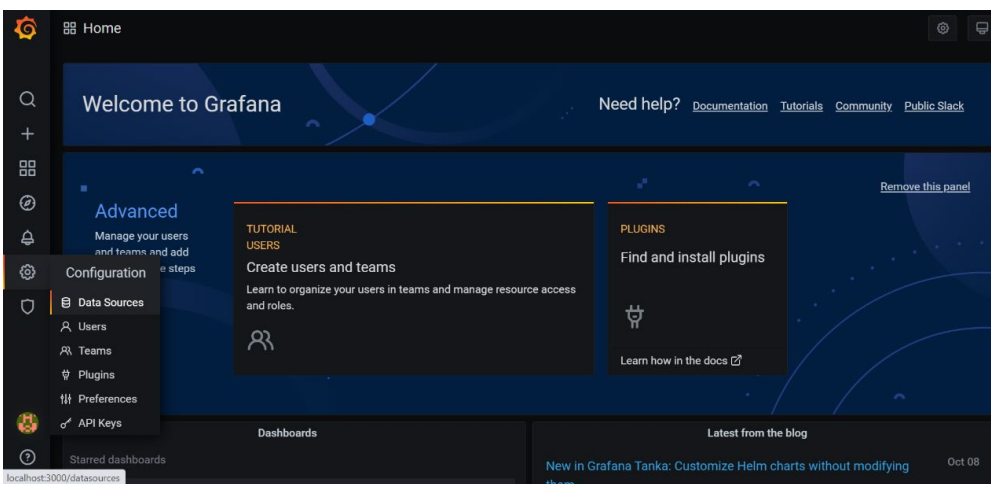 Home
Welcome to Grafana
Need help? Documentation Tutorials Community Public Slack
Remove this panel
Advanced
Manage your users
and teams and add
e steps
TUTORIAL
USERS
Create users and teams
Learn to organize your users in teams and manage resource access
and roles.
PLUGINS
Find and install plugins
Learn how in the docs
Configuration
Data Sources
Users
Teams
Plugins
Preferences
API Keys
Dashboards
Starred dashboards
Latest from the blog
New in Grafana Tanka: Customize Helm charts without modifying
Oct 08
them
localhost:3000/datasources